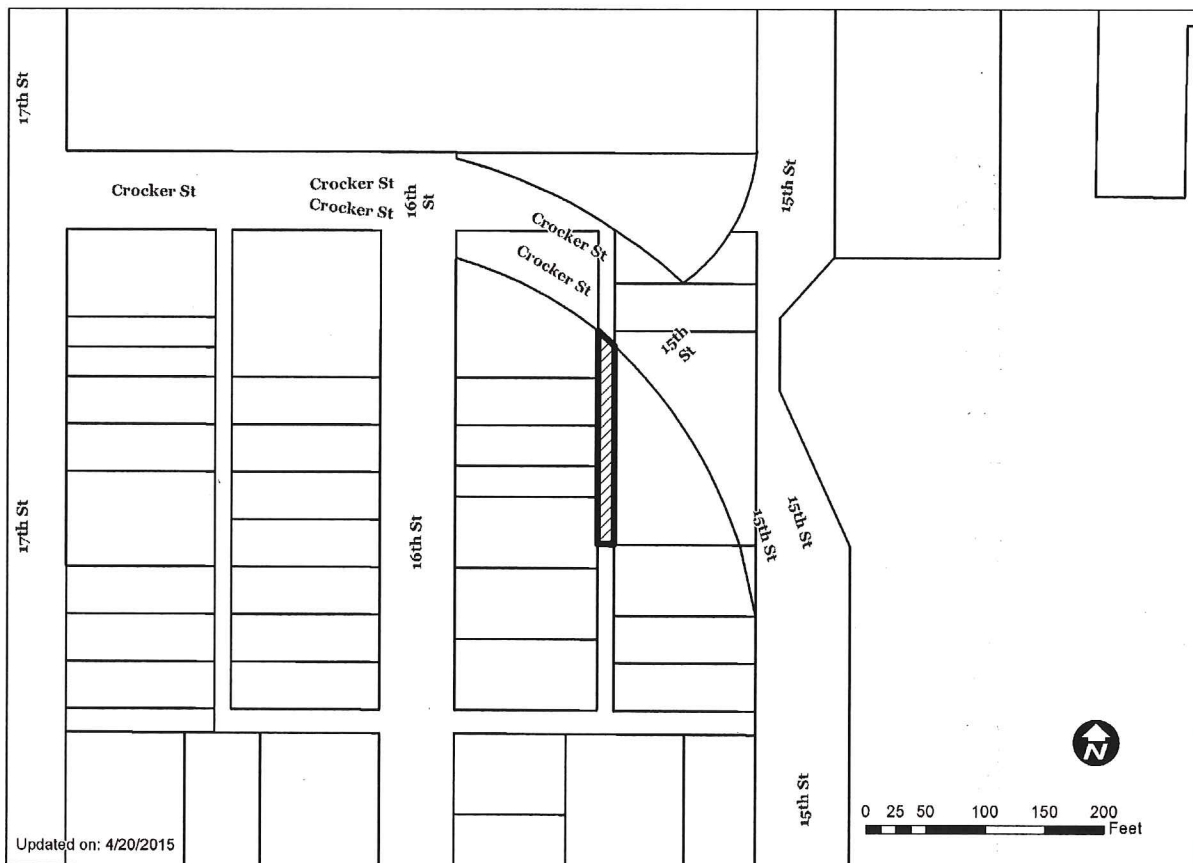 17th St
Crocker St
Crocker St
Crocker St
16th
St
Crocker St
Crocker St
15th St
15th
St
17th St
16th St
15th St
15th St
15th St
N
0 25 50 100 150 200
Feet
Updated on: 4/20/2015